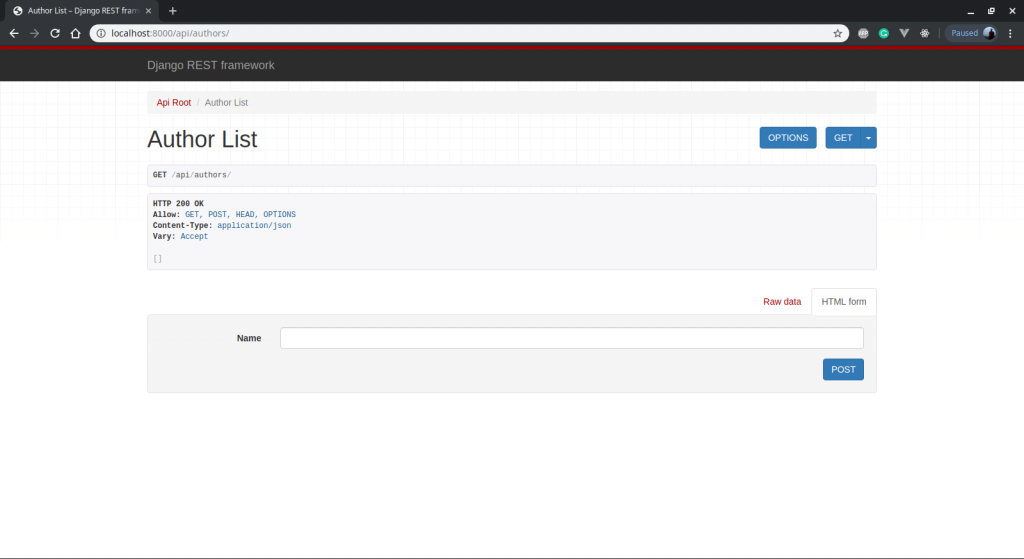 Author List – Django REST fram
localhost:8000/api/authors/
Paused
Django REST framework
Api Root / Author List
Author List
OPTIONS
GET
GET /api/authors/
HTTP 200 OK
Allow: GET, POST, HEAD, OPTIONS
Content-Type: application/json
Vary: Accept
[]
Raw data
HTML form
Name
POST